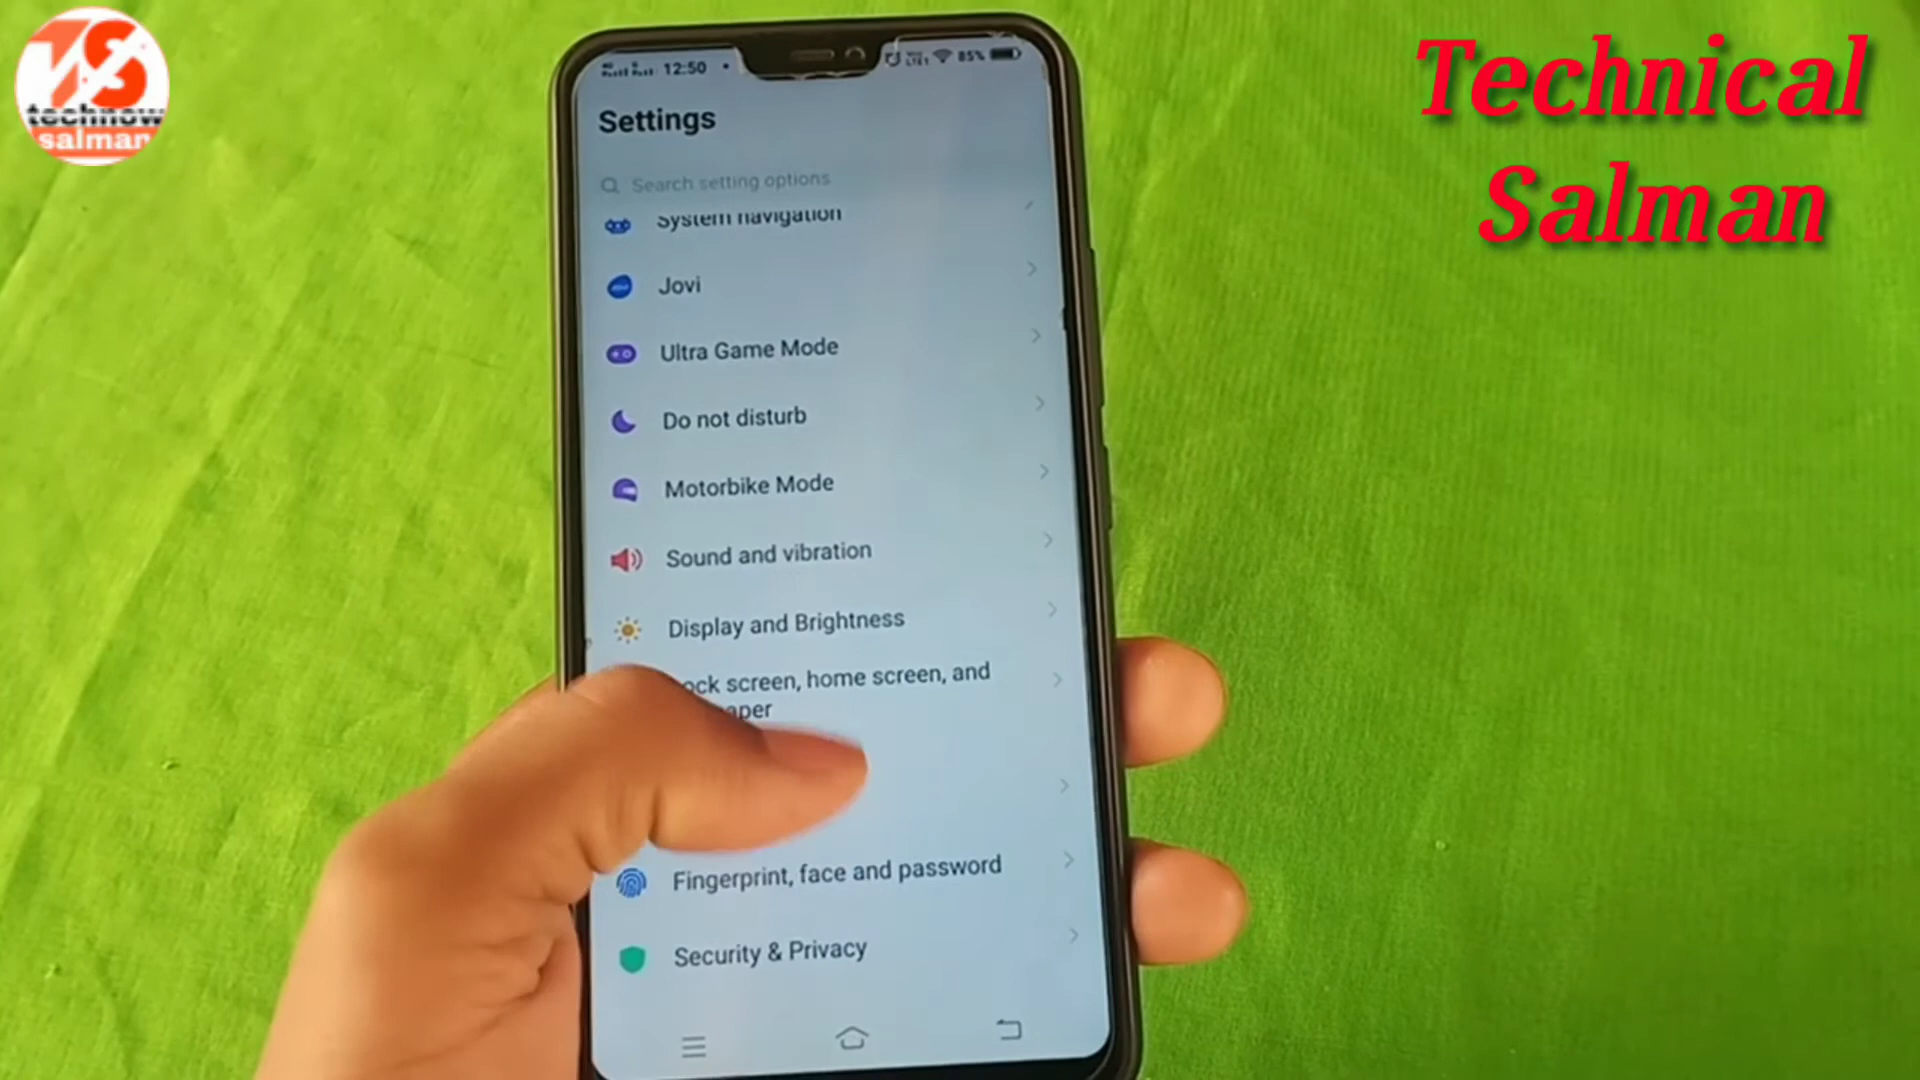 TS
technow
salman
Technical
Salman
12:50
85%
Settings
Search setting options
System navigation
Jovi
Ultra Game Mode
Do not disturb
Motorbike Mode
Sound and vibration
Display and Brightness
ock screen, home screen, and
aper
Fingerprint, face and password
Security & Privacy